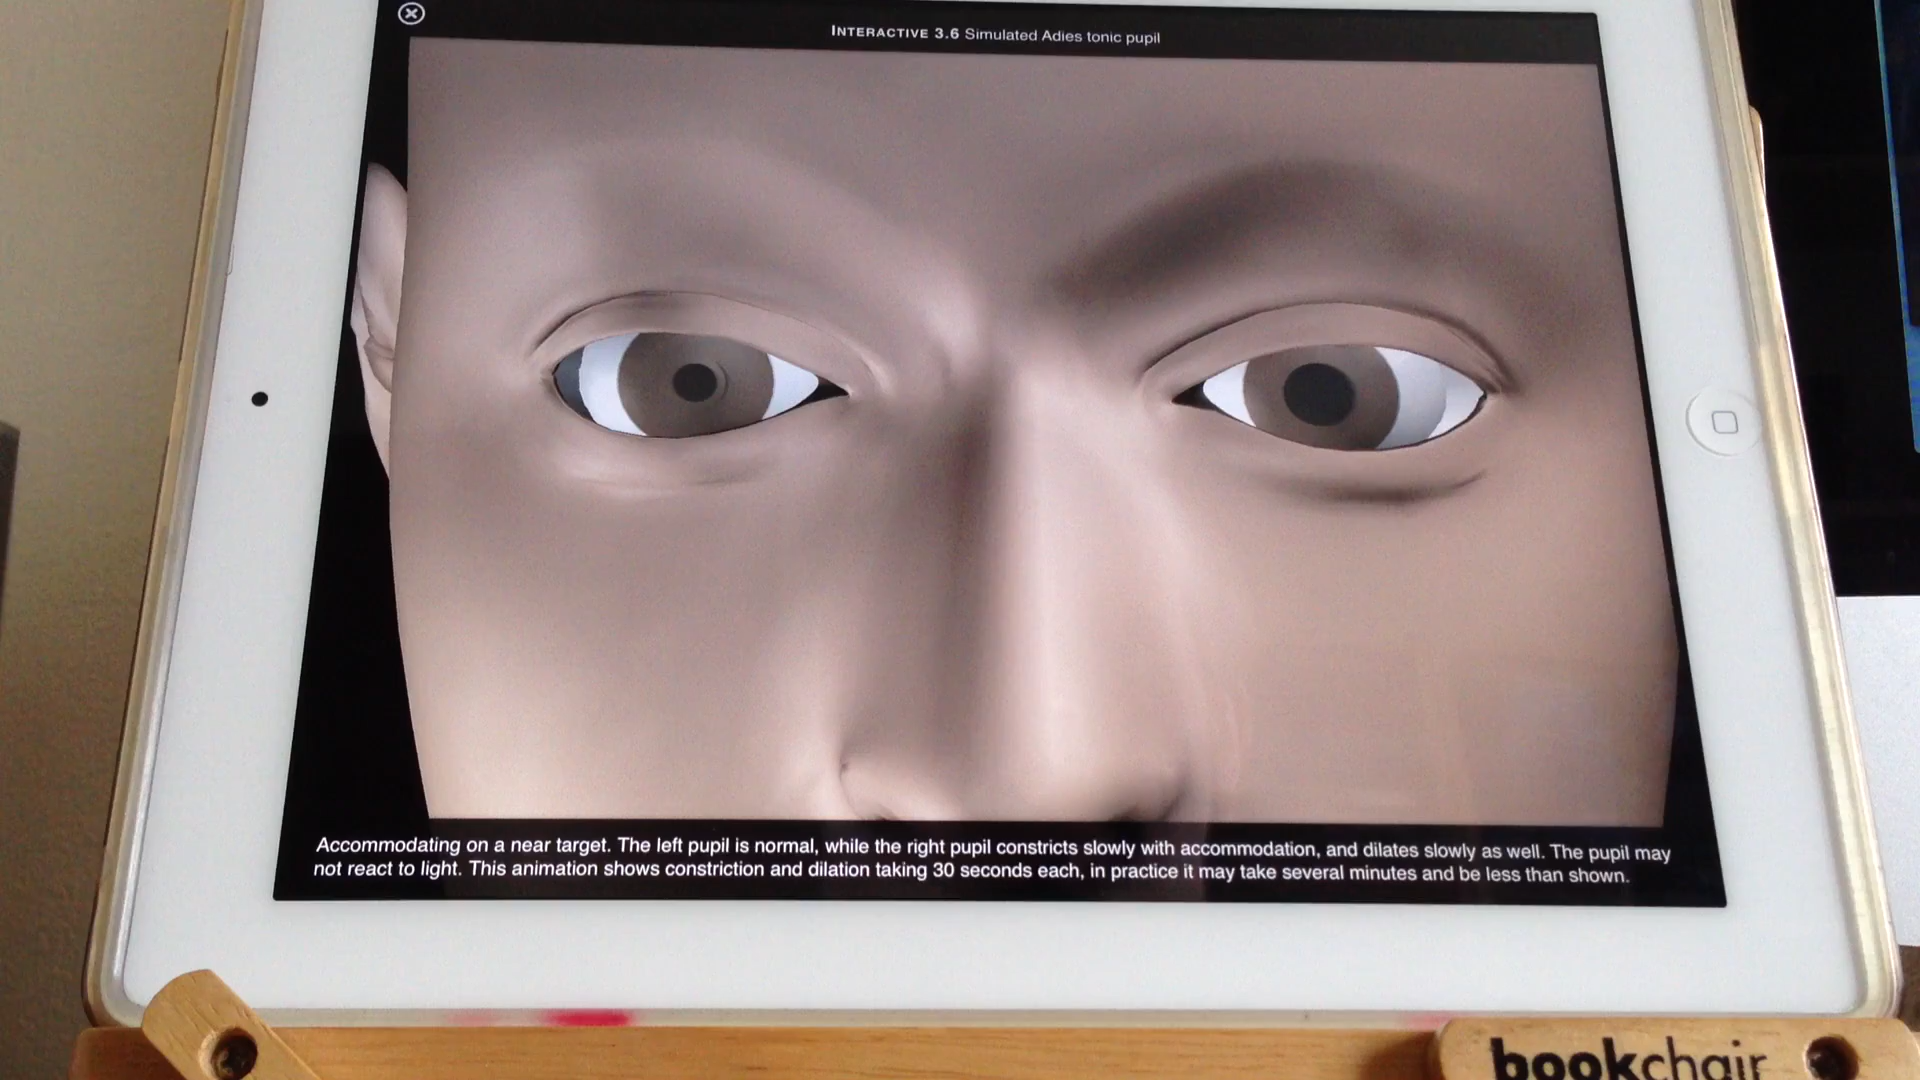 INTERACTIVE 3.6 Simulated Adies tonic pupil
Accommodating on a near target. The left pupil is normal, while the right pupil constricts slowly with accommodation, and dilates slowly as well. The pupil may
not react to light. This animation shows constriction and dilation taking 30 seconds each, in practice it may take several minutes and be less than shown.
bookchair